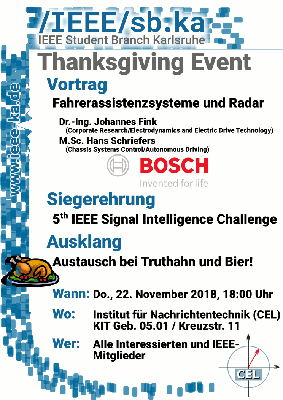 /IEEE/sb.ka
IEEE Student Branch Karlsruhe
Thanksgiving Event
Vortrag
Fahrerassistenzsysteme und Radar
Dr.-Ing. Johannes Fink
(Corporate Research/Electrodynamics and Electric Drive Technology)
M.Sc. Hans Schriefers
(Chassis Systems Control/Autonomous Driving)
BOSCH
Invented for life
Siegerehrung
5th IEEE Signal Intelligence Challenge
Ausklang
Austausch bei Truthahn und Bier!
Wann: Do., 22. November 2018, 18:00 Uhr
Wo: Institut für Nachrichtentechnik (CEL)
KIT Geb. 05.01 / Kreuzstr. 11
Wer: Alle Interessierten und IEEE-
Mitglieder
CEL
www.ieee-ka.de